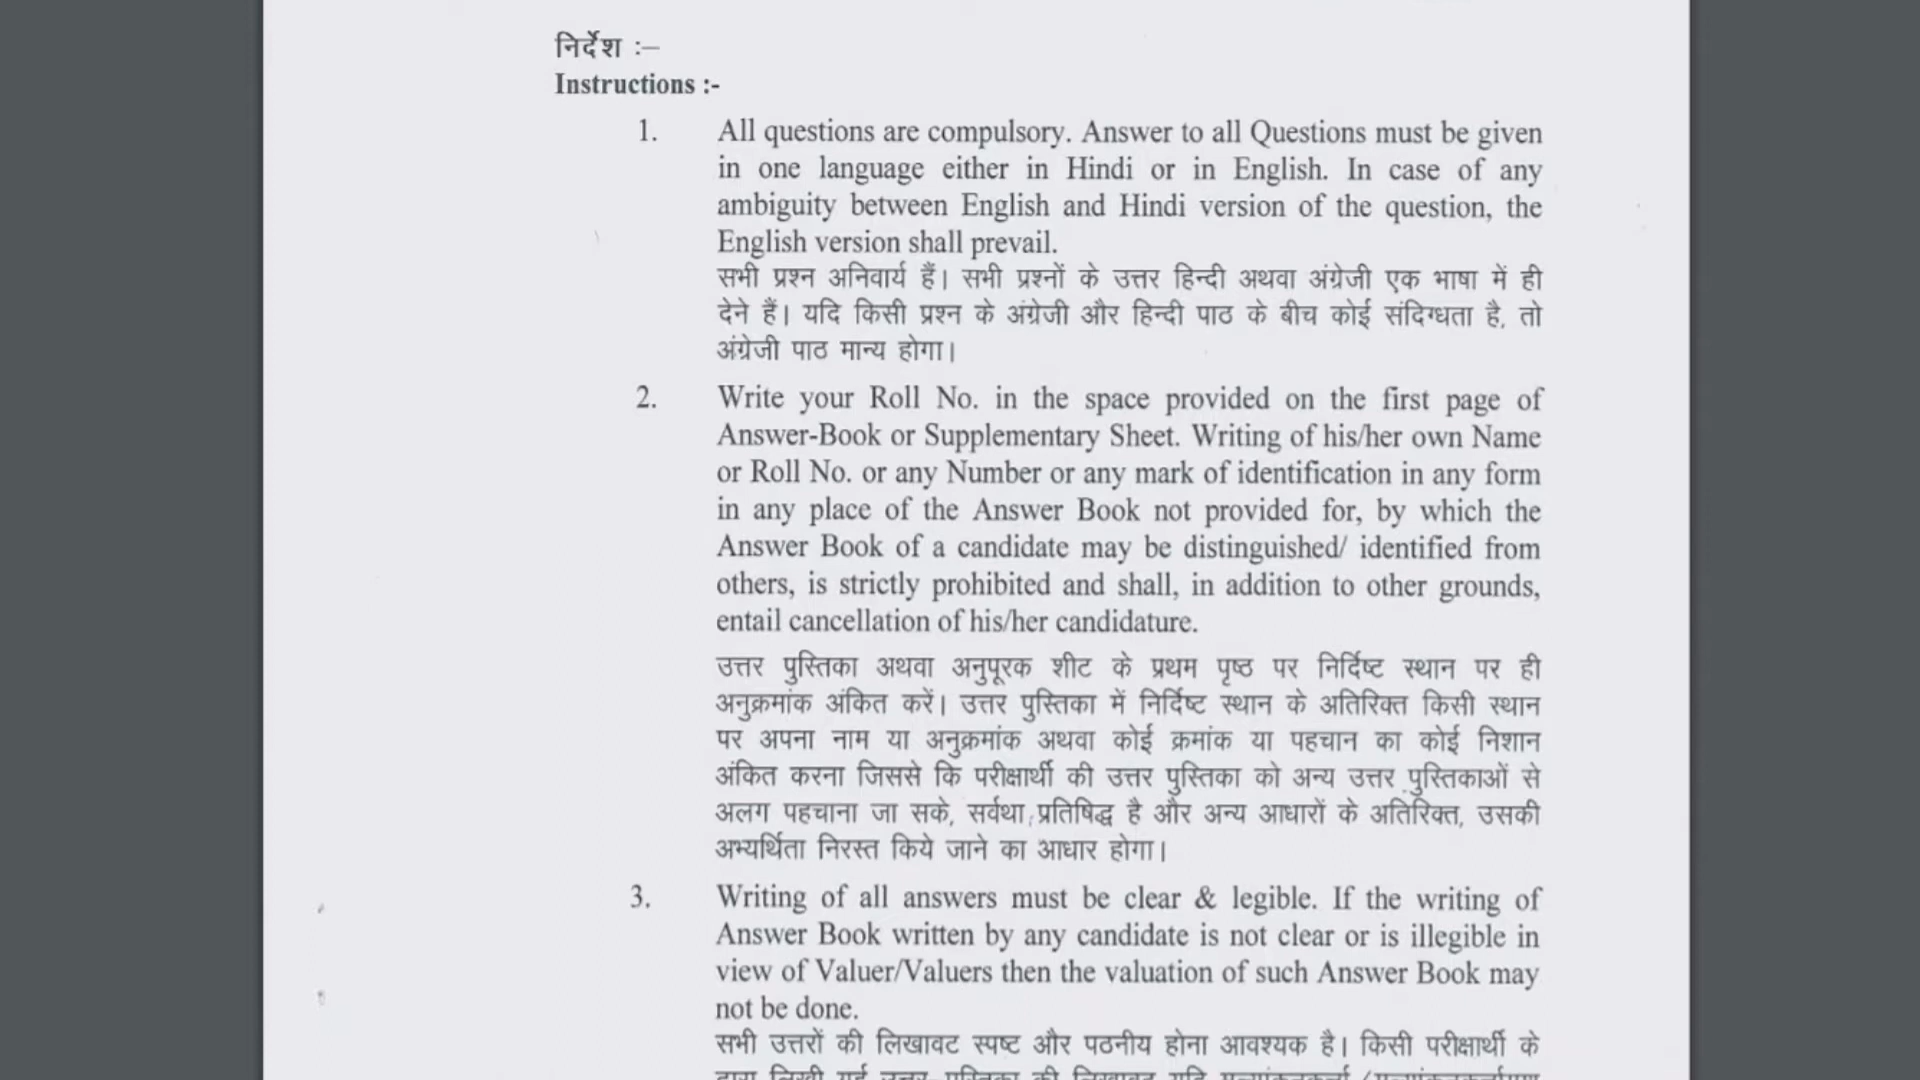 निर्देश :–
Instructions :-
1. All questions are compulsory. Answer to all Questions must be given
in one language either in Hindi or in English. In case of any
ambiguity between English and Hindi version of the question, the
English version shall prevail.
सभी प्रश्न अनिवार्य हैं। सभी प्रश्नों के उत्तर हिन्दी अथवा अंग्रेजी एक भाषा में ही
देने हैं। यदि किसी प्रश्न के अंग्रेजी और हिन्दी पाठ के बीच कोई संदिग्धता है, तो
अंग्रेजी पाठ मान्य होगा।
2. Write your Roll No. in the space provided on the first page of
Answer-Book or Supplementary Sheet. Writing of his/her own Name
or Roll No. or any Number or any mark of identification in any form
in any place of the Answer Book not provided for, by which the
Answer Book of a candidate may be distinguished/ identified from
others, is strictly prohibited and shall, in addition to other grounds,
entail cancellation of his/her candidature.
उत्तर पुस्तिका अथवा अनुपूरक शीट के प्रथम पृष्ठ पर निर्दिष्ट स्थान पर ही
अनुक्रमांक अंकित करें। उत्तर पुस्तिका में निर्दिष्ट स्थान के अतिरिक्त किसी स्थान
पर अपना नाम या अनुक्रमांक अथवा कोई क्रमांक या पहचान का कोई निशान
अंकित करना जिससे कि परीक्षार्थी की उत्तर पुस्तिका को अन्य उत्तर पुस्तिकाओं से
अलग पहचाना जा सके, सर्वथा प्रतिषिद्ध है और अन्य आधारों के अतिरिक्त, उसकी
अभ्यर्थिता निरस्त किये जाने का आधार होगा।
3. Writing of all answers must be clear & legible. If the writing of
Answer Book written by any candidate is not clear or is illegible in
view of Valuer/Valuers then the valuation of such Answer Book may
not be done.
सभी उत्तरों की लिखावट स्पष्ट और पठनीय होना आवश्यक है। किसी परीक्षार्थी के